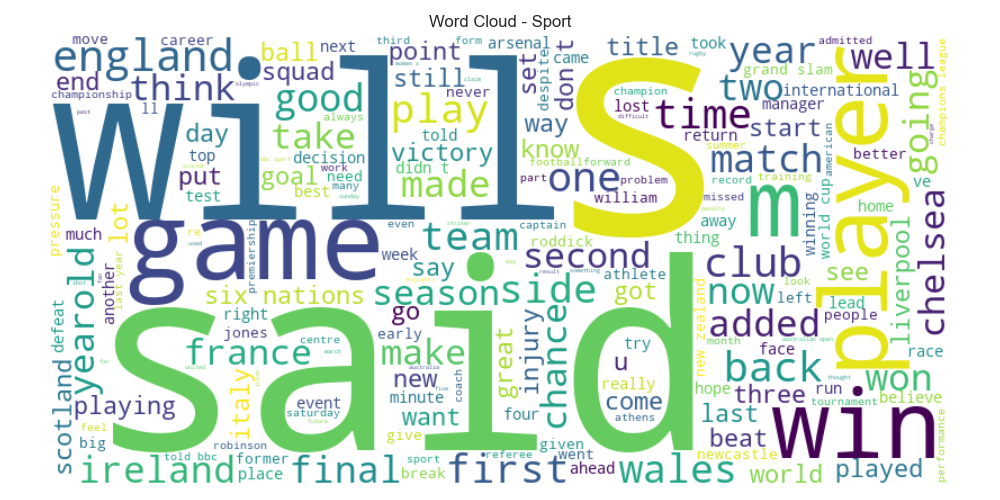 Word Cloud - Sport
move career third form arsenal came title took year admitted well
england ball next point set despite don t grand slam two international
end think squad still never champion lost time manager champions league
championship ll good always play way know return start better
will s player going
day take told victory footballforward match american
top decision didn t part problem record training ve
put goal need work made one william missed summer
test best many sunday m home
pressure much lot game even team captain roddick away winning world cup
premiership week say second thing club see liverpool chelsea
yearold another last year re six nations season side athlete got now left lead people
defeat right jones go early great injury chance try new zealand added look race
scotland france centre march make u face month australian open
italy event new minute coach really come hope back three run won believe
playing saturday want four athens last beat tournament thought
said win
feel big robinson give given newcastle
told bbc former sport referee went
ireland place final break first ahead wales world played performance